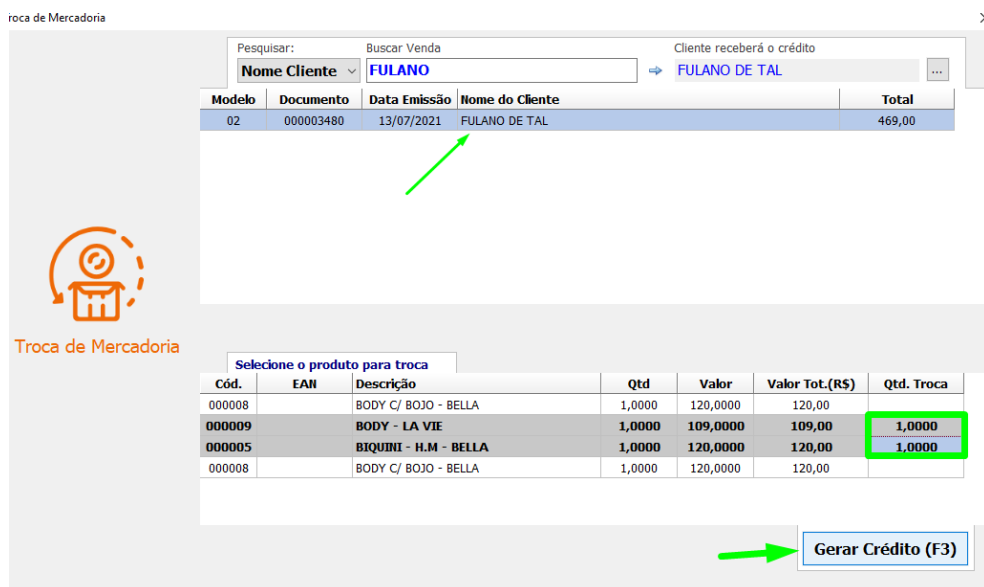 roca de Mercadoria
Pesquisar: Buscar Venda Cliente receberá o crédito
Nome Cliente FULANO FULANO DE TAL ...
Modelo Documento Data Emissão Nome do Cliente Total
02 000003480 13/07/2021 FULANO DE TAL 469,00
Troca de Mercadoria
Selecione o produto para troca
Cód. EAN Descrição Qtd Valor Valor Tot.(R$) Qtd. Troca
000008 BODY C/ BOJO - BELLA 1,0000 120,0000 120,00
000009 BODY - LA VIE 1,0000 109,0000 109,00 1,0000
000005 BIQUINI - H.M - BELLA 1,0000 120,0000 120,00 1,0000
000008 BODY C/ BOJO - BELLA 1,0000 120,0000 120,00
Gerar Crédito (F3)